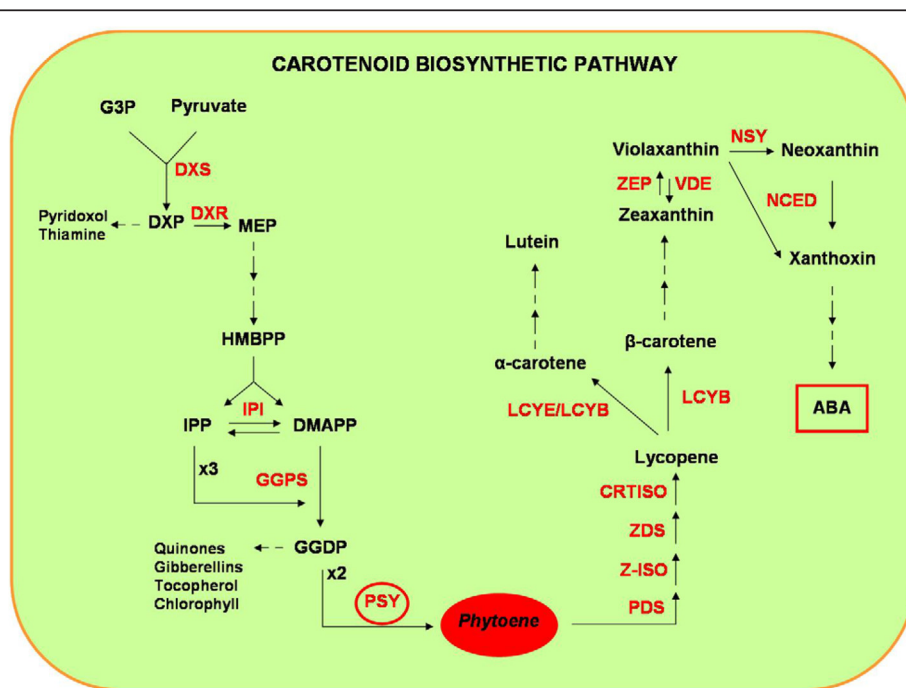 CAROTENOID BIOSYNTHETIC PATHWAY
G3P
Pyruvate
DXS
Pyridoxol
Thiamine
DXP
DXR
MEP
HMBPP
IPP
IPI
DMAPP
x3
GGPS
Quinones
Gibberellins
Tocopherol
Chlorophyll
GGDP
x2
PSY
Phytoene
PDS
Z-ISO
ZDS
CRTISO
Lycopene
LCYE/LCYB
LCYB
α-carotene
β-carotene
Lutein
Zeaxanthin
ZEP
VDE
Violaxanthin
NSY
Neoxanthin
NCED
Xanthoxin
ABA